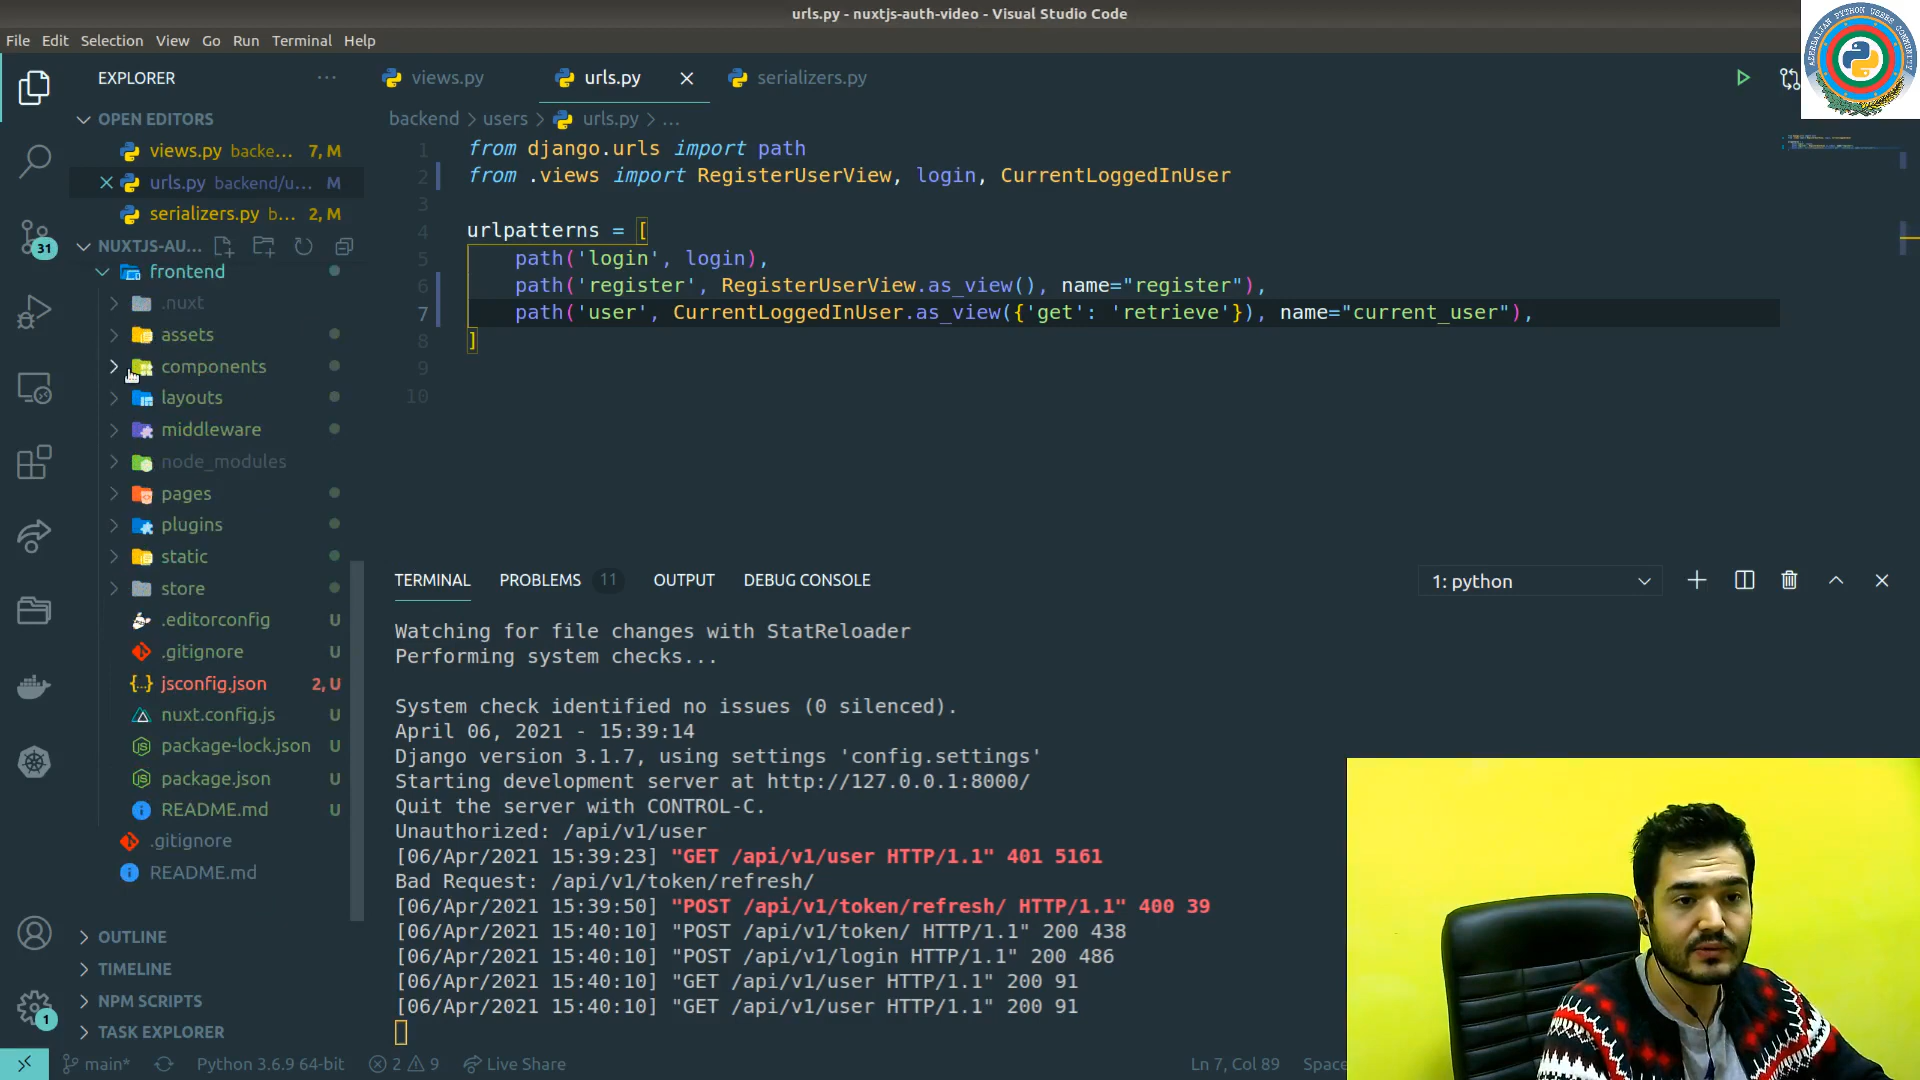 urls.py - nuxtjs-auth-video - Visual Studio Code
File Edit Selection View Go Run Terminal Help
AZERBAIJAN PYTHON USERS COMMUNITY
EXPLORER ...
views.py
urls.py
serializers.py
OPEN EDITORS
views.py backe... 7, M
urls.py backend/u... M
serializers.py b... 2, M
NUXTJS-AU...
frontend
.nuxt
assets
components
layouts
middleware
node_modules
pages
plugins
static
store
.editorconfig U
.gitignore U
{..} jsconfig.json 2, U
nuxt.config.js U
package-lock.json U
package.json U
README.md U
.gitignore
README.md
OUTLINE
TIMELINE
NPM SCRIPTS
TASK EXPLORER
31
1
backend > users > urls.py > ...
1 from django.urls import path
2 from .views import RegisterUserView, login, CurrentLoggedInUser
3
4 urlpatterns = [
5 path('login', login),
6 path('register', RegisterUserView.as_view(), name="register"),
7 path('user', CurrentLoggedInUser.as_view({'get': 'retrieve'}), name="current_user"),
8 ]
9
10
TERMINAL PROBLEMS 11 OUTPUT DEBUG CONSOLE 1: python
Watching for file changes with StatReloader
Performing system checks...
System check identified no issues (0 silenced).
April 06, 2021 - 15:39:14
Django version 3.1.7, using settings 'config.settings'
Starting development server at http://127.0.0.1:8000/
Quit the server with CONTROL-C.
Unauthorized: /api/v1/user
[06/Apr/2021 15:39:23] "GET /api/v1/user HTTP/1.1" 401 5161
Bad Request: /api/v1/token/refresh/
[06/Apr/2021 15:39:50] "POST /api/v1/token/refresh/ HTTP/1.1" 400 39
[06/Apr/2021 15:40:10] "POST /api/v1/token/ HTTP/1.1" 200 438
[06/Apr/2021 15:40:10] "POST /api/v1/login HTTP/1.1" 200 486
[06/Apr/2021 15:40:10] "GET /api/v1/user HTTP/1.1" 200 91
[06/Apr/2021 15:40:10] "GET /api/v1/user HTTP/1.1" 200 91
main* Python 3.6.9 64-bit 2 9 Live Share Ln 7, Col 89 Space